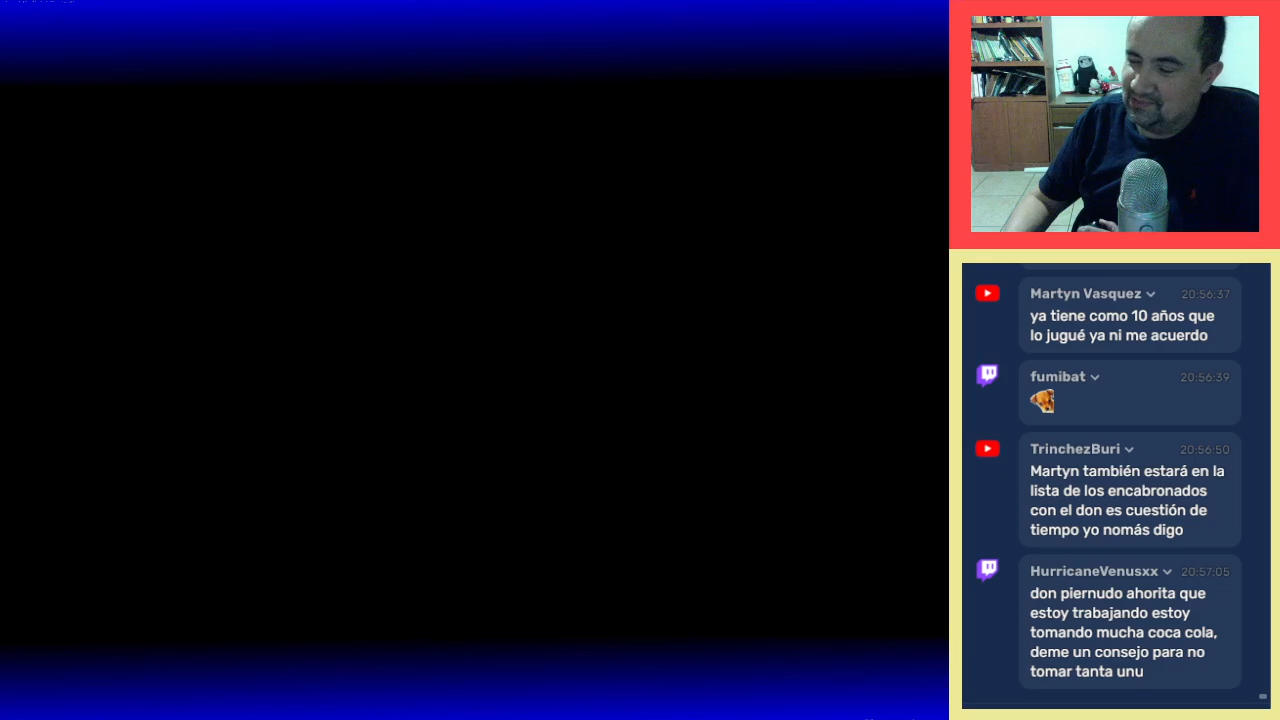 Martyn Vasquez 20:56:37
ya tiene como 10 años que
lo jugué ya ni me acuerdo
fumibat 20:56:39
TrinchezBuri 20:56:50
Martyn también estará en la
lista de los encabronados
con el don es cuestión de
tiempo yo nomás digo
HurricaneVenusxx 20:57:05
don piernudo ahorita que
estoy trabajando estoy
tomando mucha coca cola,
deme un consejo para no
tomar tanta unu